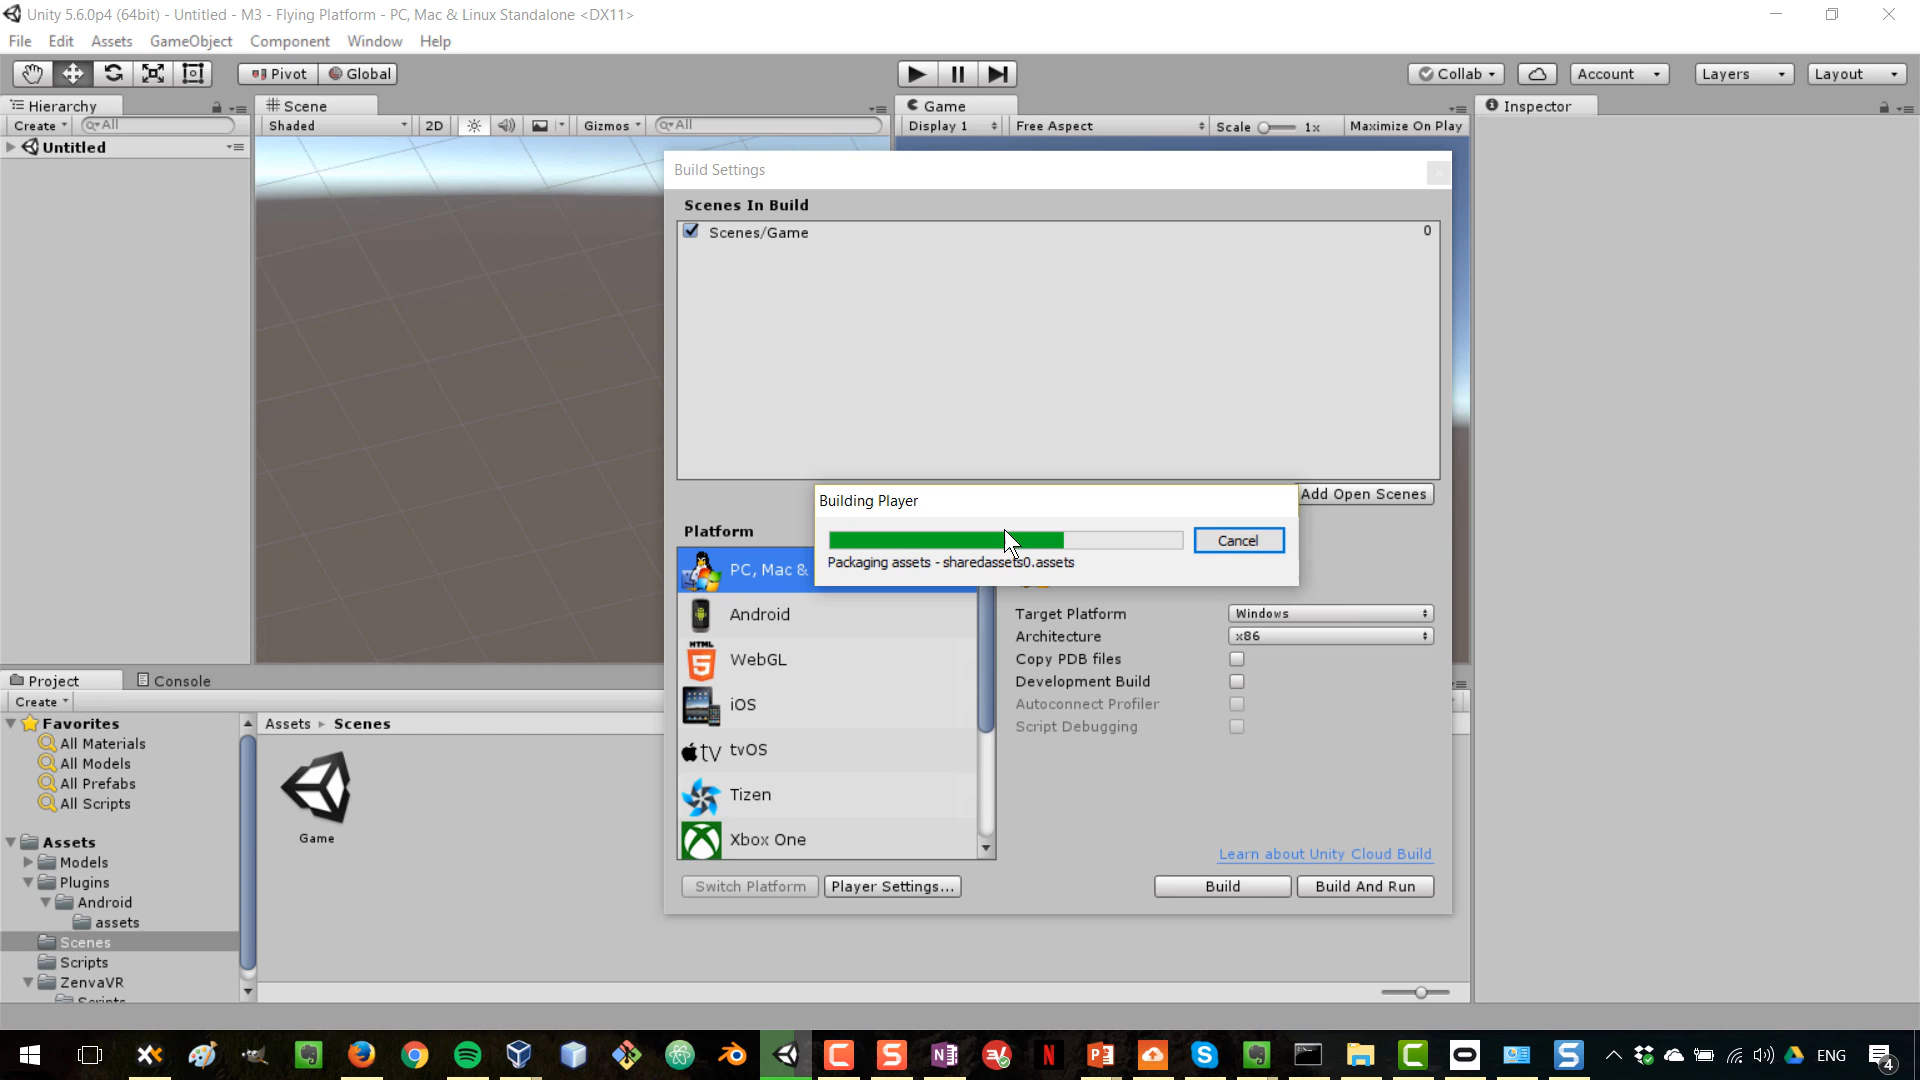 Unity 5.6.0p4 (64bit) - Untitled - M3 - Flying Platform - PC, Mac & Linux Standalone <DX11>
File Edit Assets GameObject Component Window Help
Pivot Global Collab Account Layers Layout
Hierarchy Scene Game Inspector
Create All Shaded 2D Gizmos All Display 1 Free Aspect Scale 1x Maximize On Play
Untitled
Build Settings
Scenes In Build
Scenes/Game 0
Add Open Scenes
Building Player
Cancel
Packaging assets - sharedassets0.assets
Platform
PC, Mac &
Android
HTML
5
WebGL
iOS
tv tvOS
Tizen
Xbox One
Target Platform Windows
Architecture x86
Copy PDB files
Development Build
Autoconnect Profiler
Script Debugging
Learn about Unity Cloud Build
Switch Platform Player Settings... Build Build And Run
Project Console
Create
Favorites
All Materials
All Models
All Prefabs
All Scripts
Assets
Models
Plugins
Android
assets
Scenes
Scripts
ZenvaVR
Scripts
Assets Scenes
Game
ENG
4